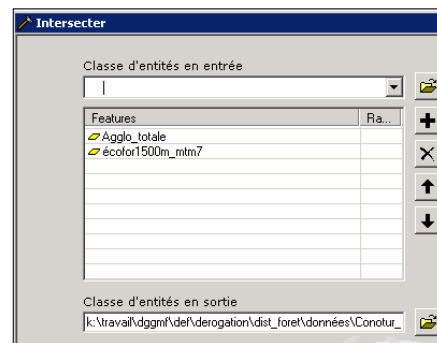 Intersecter
Classe d'entités en entrée
Features Ra...
Agglo_totale
écofor1500m_mtm7
Classe d'entités en sortie
k:\travail\dggmf\def\derogation\dist_foret\données\Conotur_